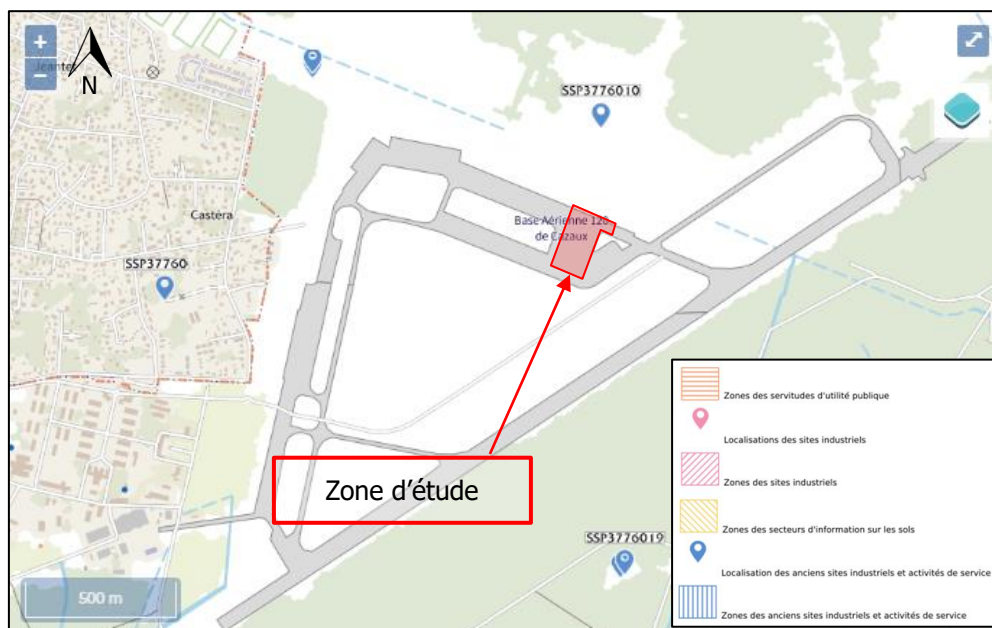 +
−
N
SSP3776010
Castéra
Base Aérienne 120
de Cazaux
SSP37760
Zone d'étude
SSP3776019
500 m
Zones des servitudes d'utilité publique
Localisations des sites industriels
Zones des sites industriels
Zones des secteurs d'information sur les sols
Localisation des anciens sites industriels et activités de service
Zones des anciens sites industriels et activités de service